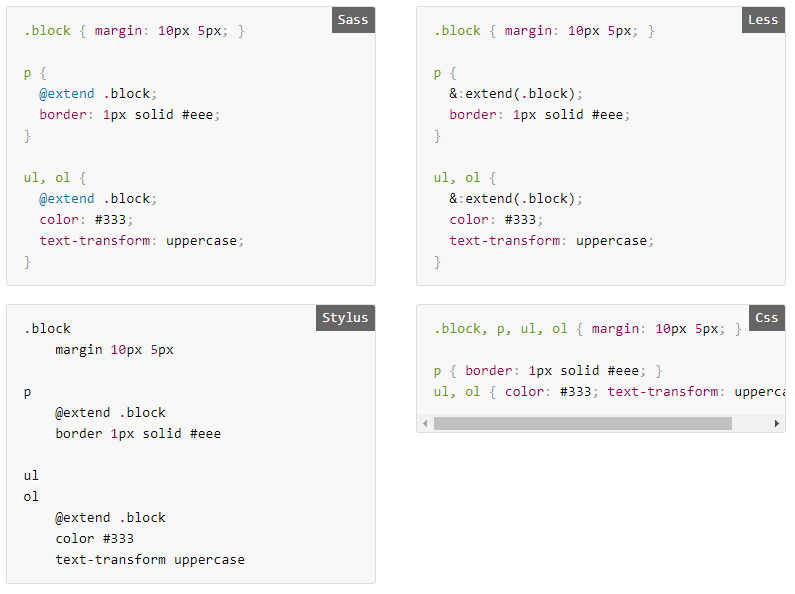 Sass
.block { margin: 10px 5px; }
p {
  @extend .block;
  border: 1px solid #eee;
}
ul, ol {
  @extend .block;
  color: #333;
  text-transform: uppercase;
}
Less
.block { margin: 10px 5px; }
p {
  &:extend(.block);
  border: 1px solid #eee;
}
ul, ol {
  &:extend(.block);
  color: #333;
  text-transform: uppercase;
}
Stylus
.block
    margin 10px 5px
p
    @extend .block
    border 1px solid #eee
ul
ol
    @extend .block
    color #333
    text-transform uppercase
Css
.block, p, ul, ol { margin: 10px 5px; }
p { border: 1px solid #eee; }
ul, ol { color: #333; text-transform: